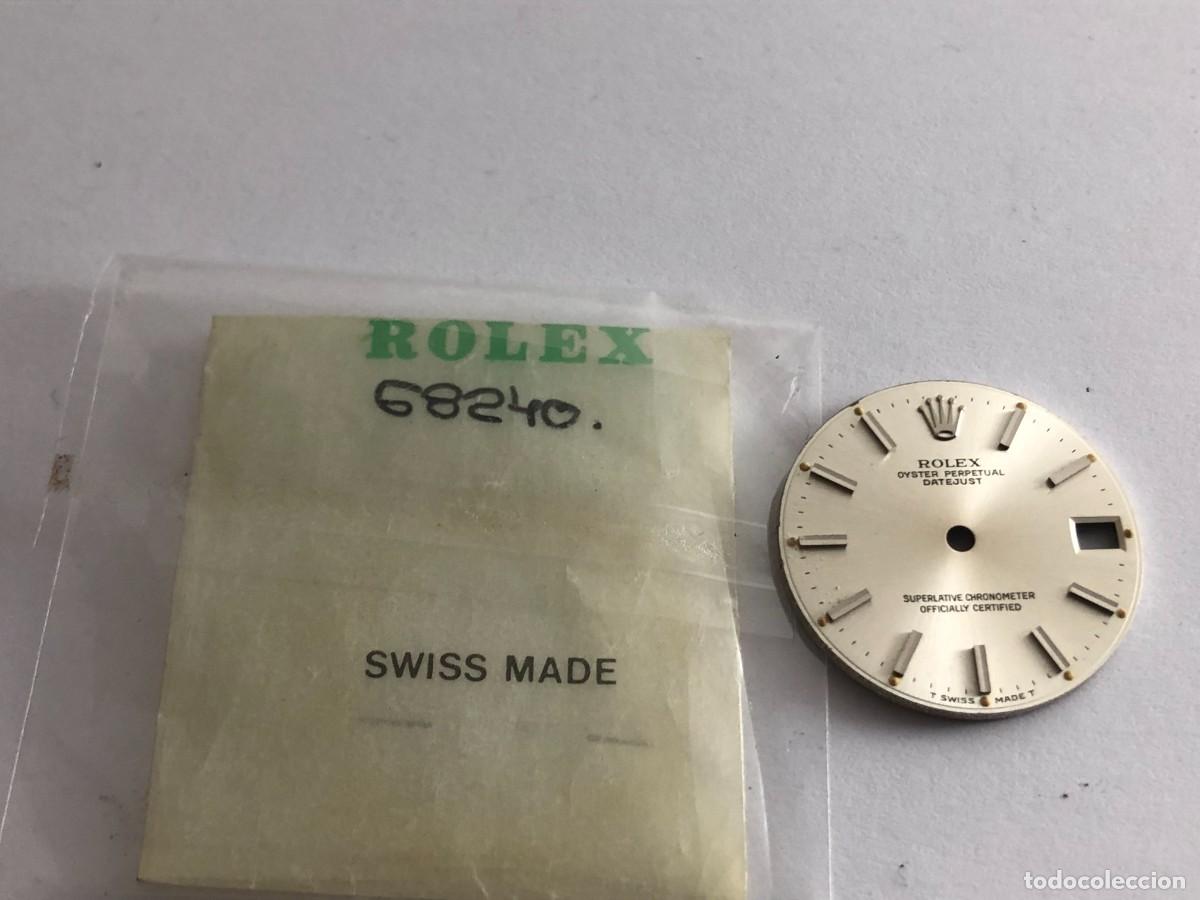 ROLEX
68240.
SWISS MADE
ROLEX
OYSTER PERPETUAL
DATEJUST
SUPERLATIVE CHRONOMETER
OFFICIALLY CERTIFIED
T SWISS MADE T
todocoleccion